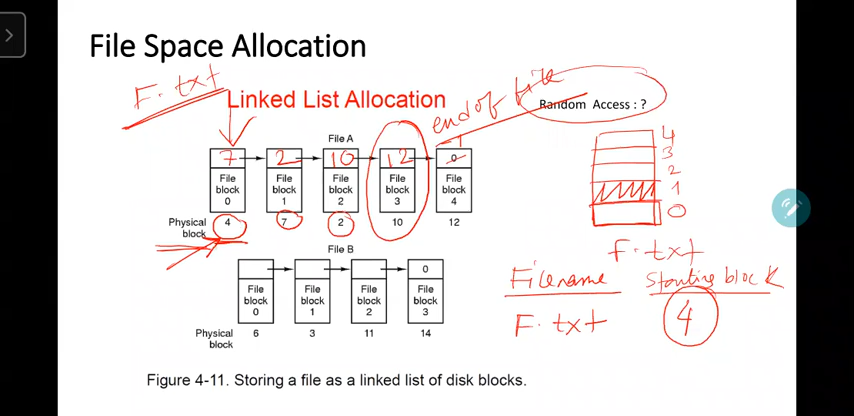 File Space Allocation
F.txt
Linked List Allocation
end of file
Random Access : ?
File A
7 2 10 12 0 -1
File block 0
File block 1
File block 2
File block 3
File block 4
Physical block 4 7 2 10 12
4
3
2
1
0
F.txt
Filename Starting block
F.txt 4
File B
0
File block 0
File block 1
File block 2
File block 3
Physical block 6 3 11 14
Figure 4-11. Storing a file as a linked list of disk blocks.